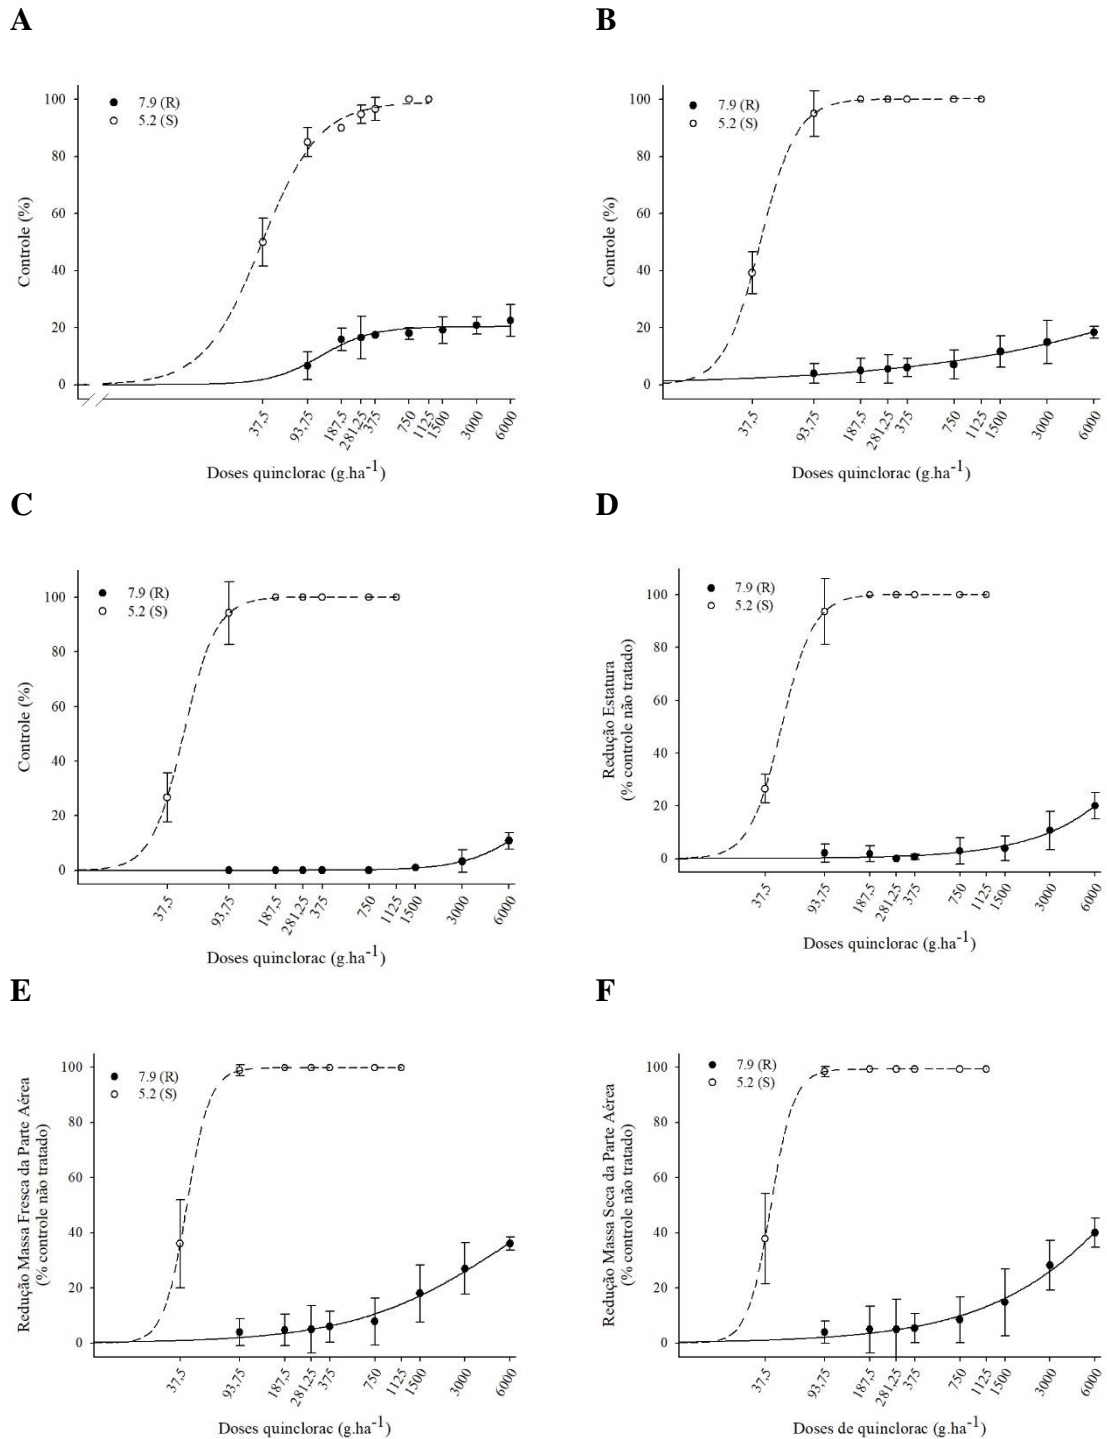 A
100
80
60
40
20
0
Controle (%)
7.9 (R)
5.2 (S)
37,5
93,75
187,5
281,25
375
750
1125
1500
3000
6000
Doses quinclorac (g.ha-1)
B
100
80
60
40
20
0
Controle (%)
7.9 (R)
5.2 (S)
37,5
93,75
187,5
281,25
375
750
1125
1500
3000
6000
Doses quinclorac (g.ha-1)
C
100
80
60
40
20
0
Controle (%)
7.9 (R)
5.2 (S)
37,5
93,75
187,5
281,25
375
750
1125
1500
3000
6000
Doses quinclorac (g.ha-1)
D
100
80
60
40
20
0
Redução Estatura
(% controle não tratado)
7.9 (R)
5.2 (S)
37,5
93,75
187,5
281,25
375
750
1125
1500
3000
6000
Doses quinclorac (g.ha-1)
E
100
80
60
40
20
0
Redução Massa Fresca da Parte Aérea
(% controle não tratado)
7.9 (R)
5.2 (S)
37,5
93,75
187,5
281,25
375
750
1125
1500
3000
6000
Doses quinclorac (g.ha-1)
F
100
80
60
40
20
0
Redução Massa Seca da Parte Aérea
(% controle não tratado)
7.9 (R)
5.2 (S)
37,5
93,75
187,5
281,25
375
750
1125
1500
3000
6000
Doses de quinclorac (g.ha-1)